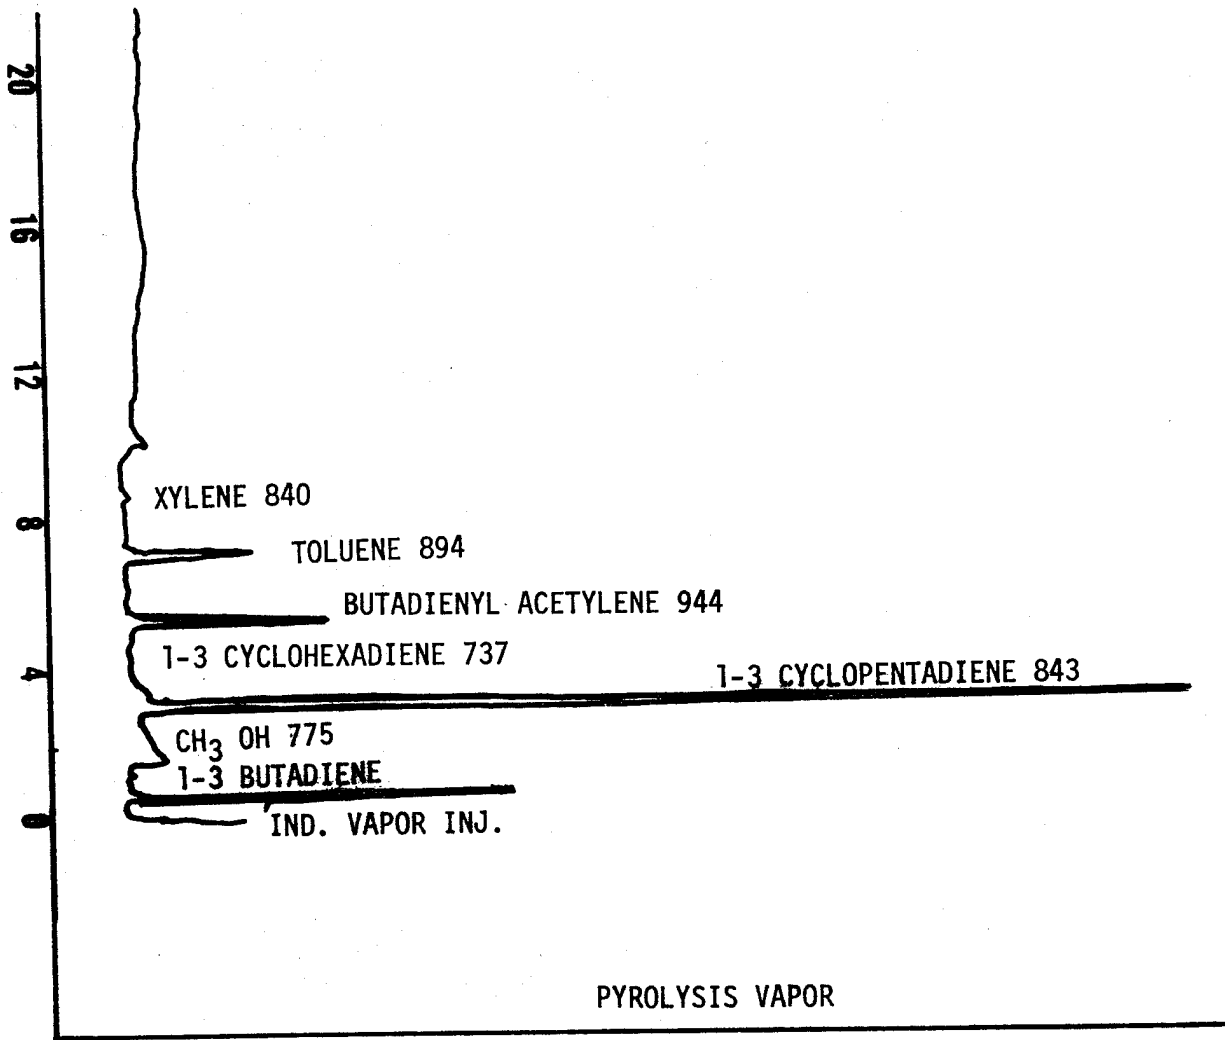 20
16
12
XYLENE 840
8
TOLUENE 894
BUTADIENYL ACETYLENE 944
1-3 CYCLOHEXADIENE 737
4
1-3 CYCLOPENTADIENE 843
CH3 OH 775
1-3 BUTADIENE
0
IND. VAPOR INJ.
PYROLYSIS VAPOR